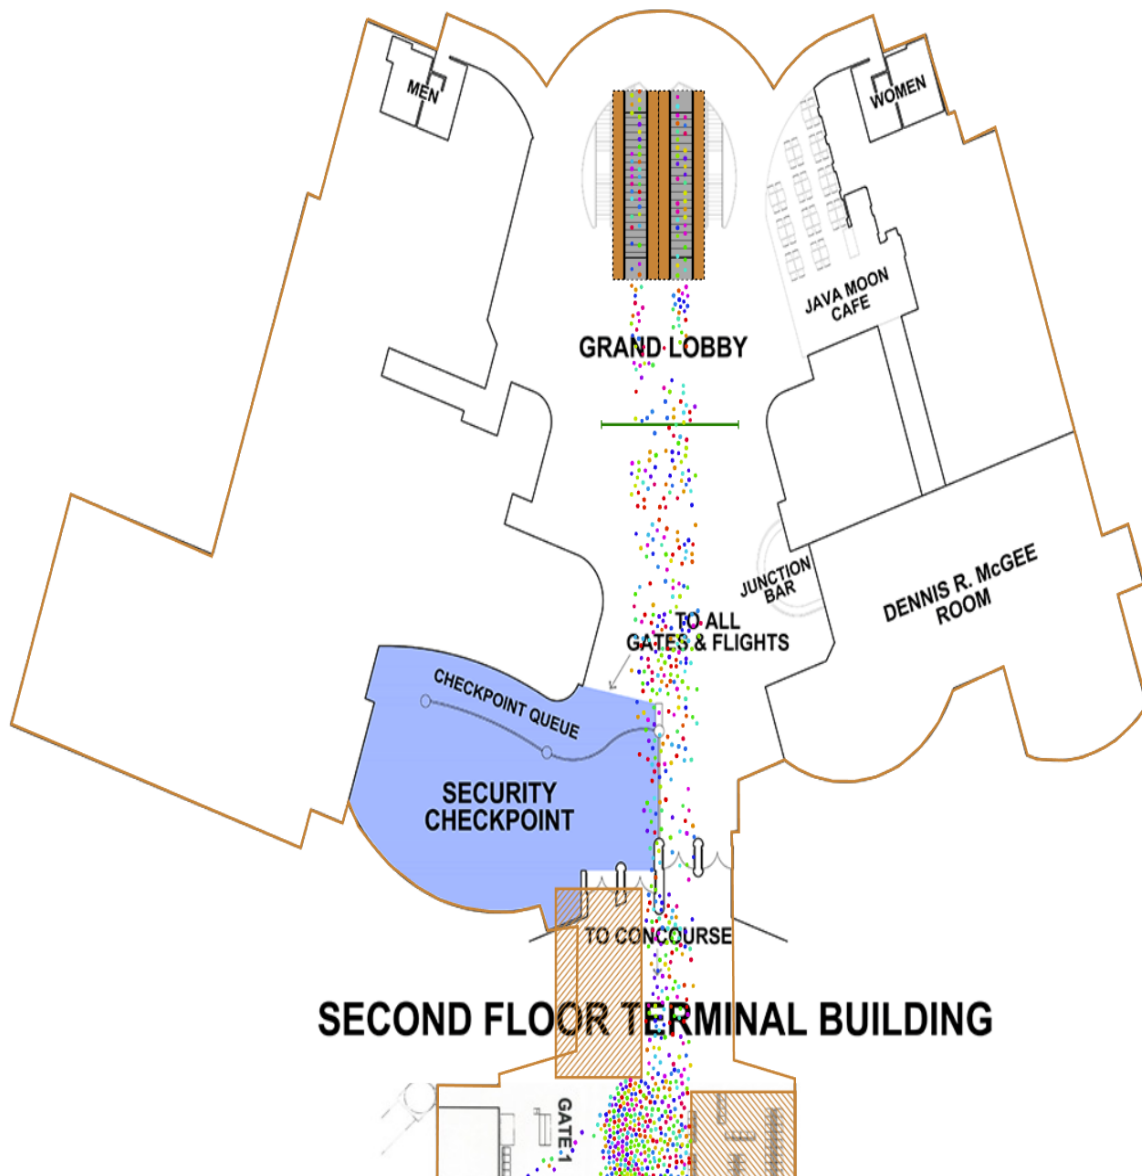 MEN
WOMEN
JAVA MOON
CAFE
GRAND LOBBY
JUNCTION
BAR
DENNIS R. McGEE
ROOM
TO ALL
GATES & FLIGHTS
CHECKPOINT QUEUE
SECURITY
CHECKPOINT
TO CONCOURSE
SECOND FLOOR TERMINAL BUILDING
GATE 1